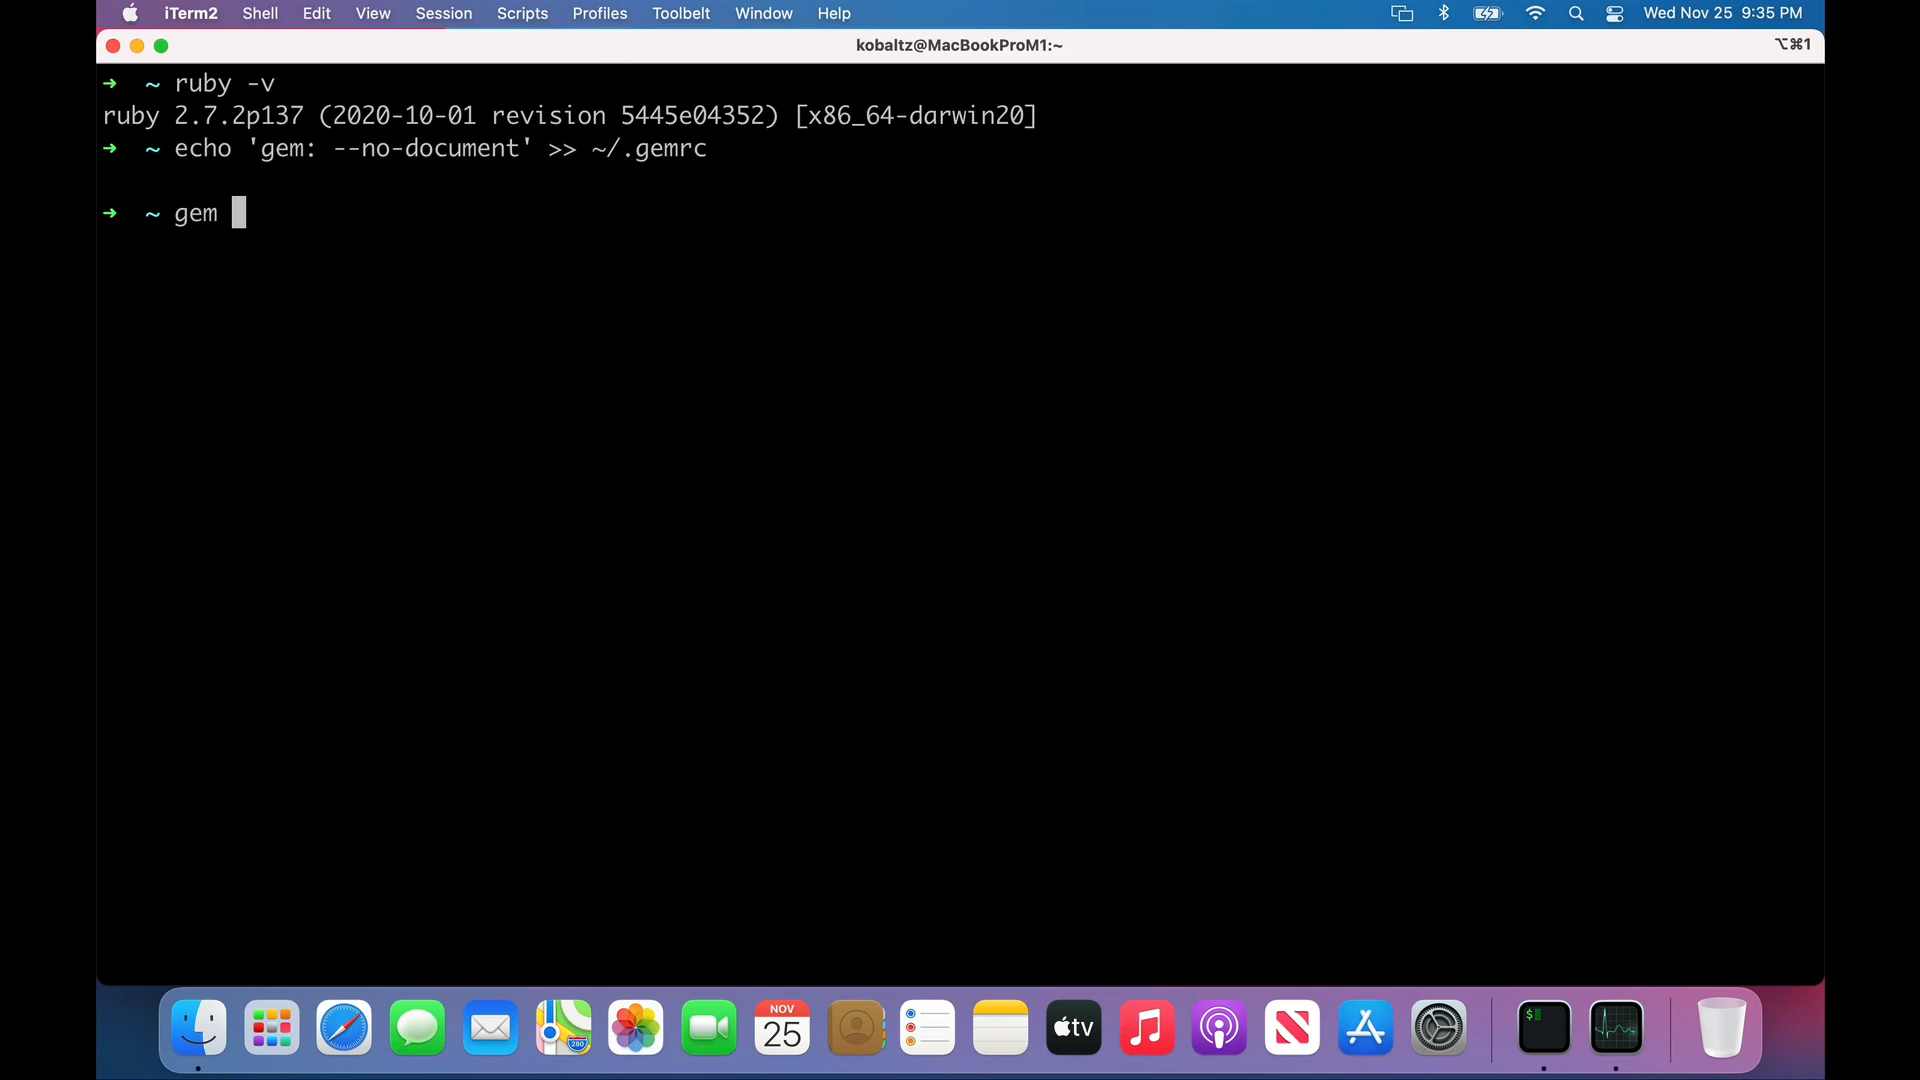 iTerm2 Shell Edit View Session Scripts Profiles Toolbelt Window Help Wed Nov 25 9:35 PM
kobaltz@MacBookProM1:~ ⌥⌘1
➜ ~ ruby -v
ruby 2.7.2p137 (2020-10-01 revision 5445e04352) [x86_64-darwin20]
➜ ~ echo 'gem: --no-document' >> ~/.gemrc
➜ ~ gem
NOV
25
280
tv
$